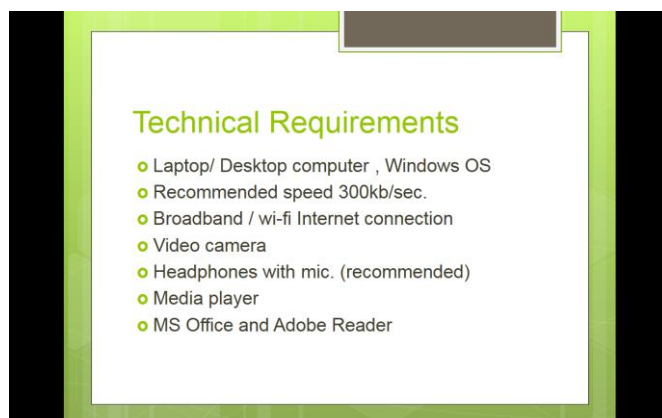 Technical Requirements
Laptop/ Desktop computer , Windows OS
Recommended speed 300kb/sec.
Broadband / wi-fi Internet connection
Video camera
Headphones with mic. (recommended)
Media player
MS Office and Adobe Reader